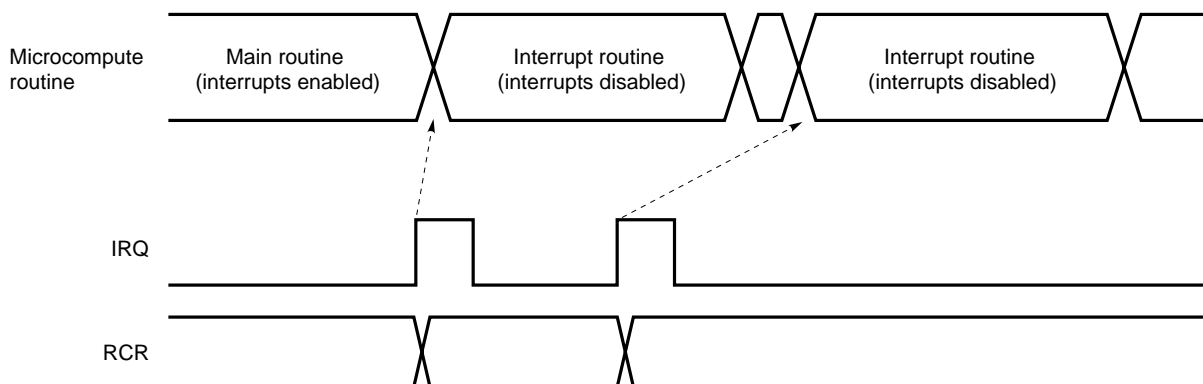 Microcompute
routine
Main routine
(interrupts enabled)
Interrupt routine
(interrupts disabled)
Interrupt routine
(interrupts disabled)
IRQ
RCR